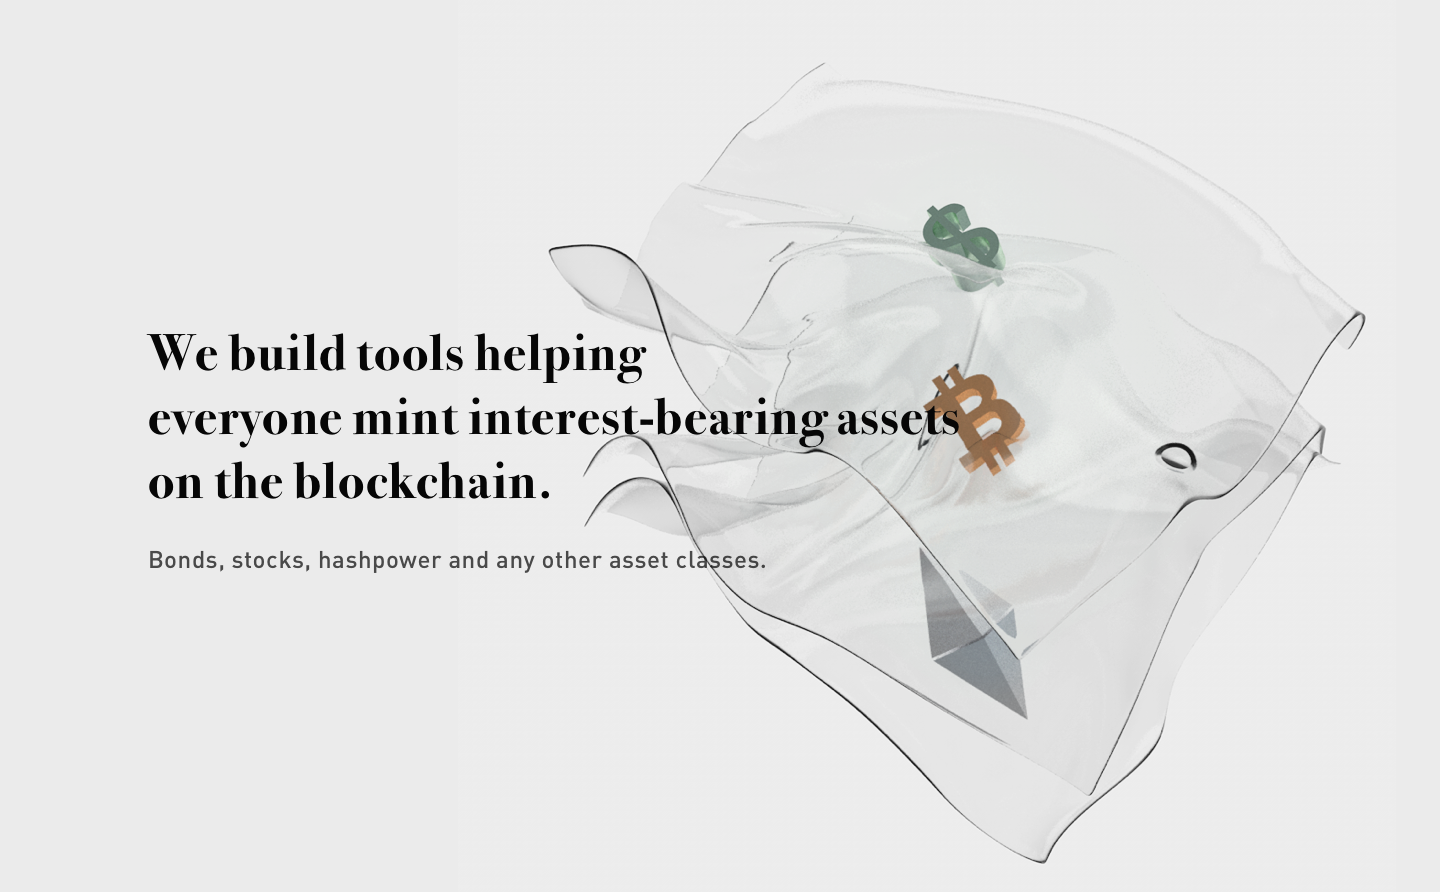 We build tools helping
everyone mint interest-bearing assets
on the blockchain.
Bonds, stocks, hashpower and any other asset classes.